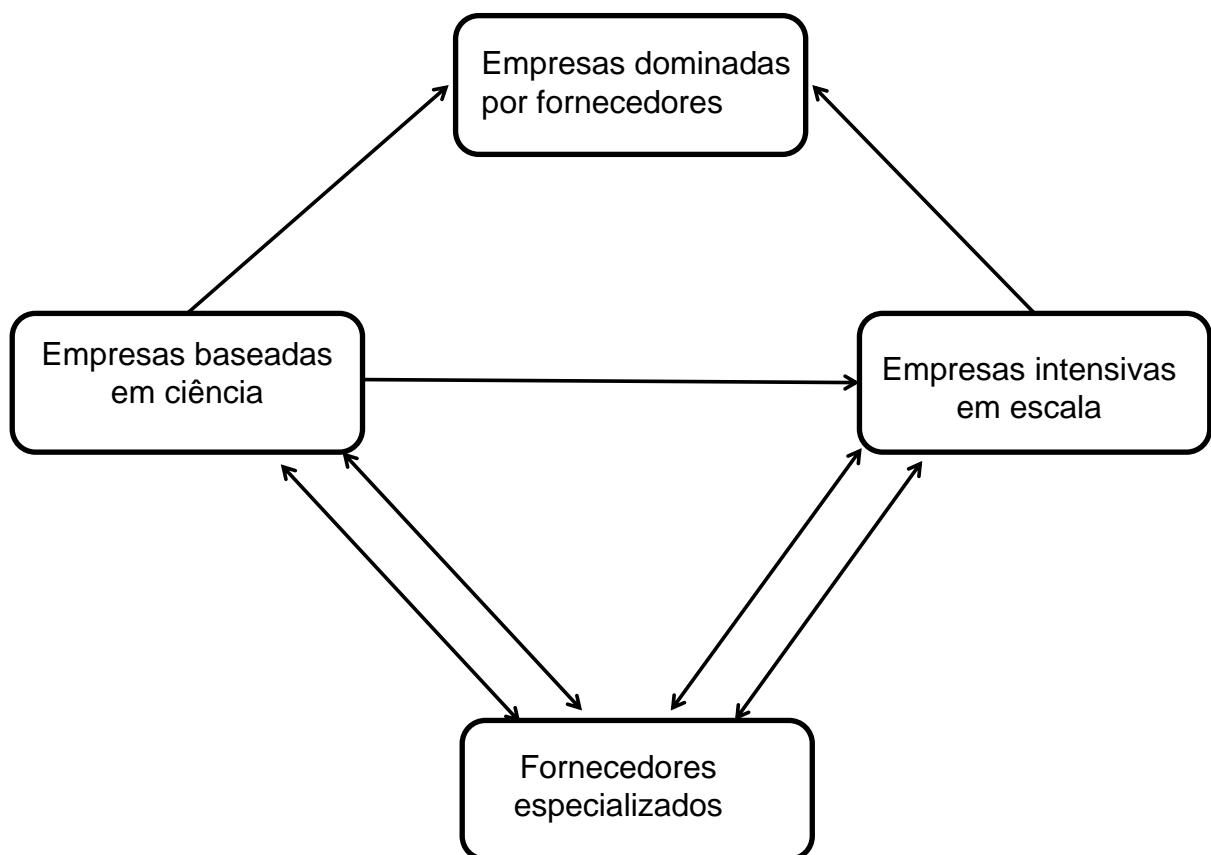 Empresas dominadas
por fornecedores
Empresas baseadas
em ciência
Empresas intensivas
em escala
Fornecedores
especializados